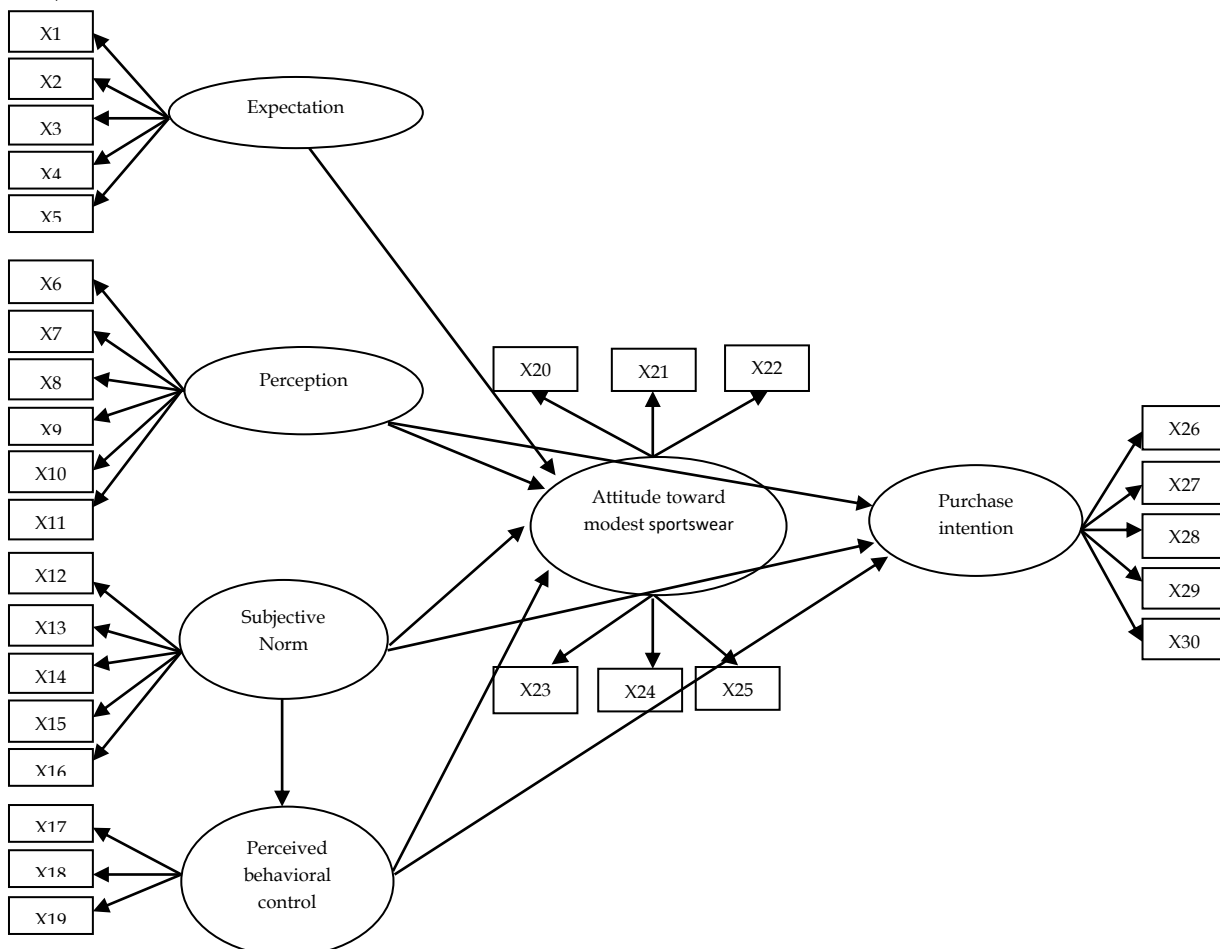 X1
X2
X3
X4
X5
Expectation
X6
X7
X8
X9
X10
X11
Perception
X12
X13
X14
X15
X16
Subjective
Norm
X17
X18
X19
Perceived
behavioral
control
X20
X21
X22
Attitude toward
modest sportswear
X23
X24
X25
Purchase
intention
X26
X27
X28
X29
X30